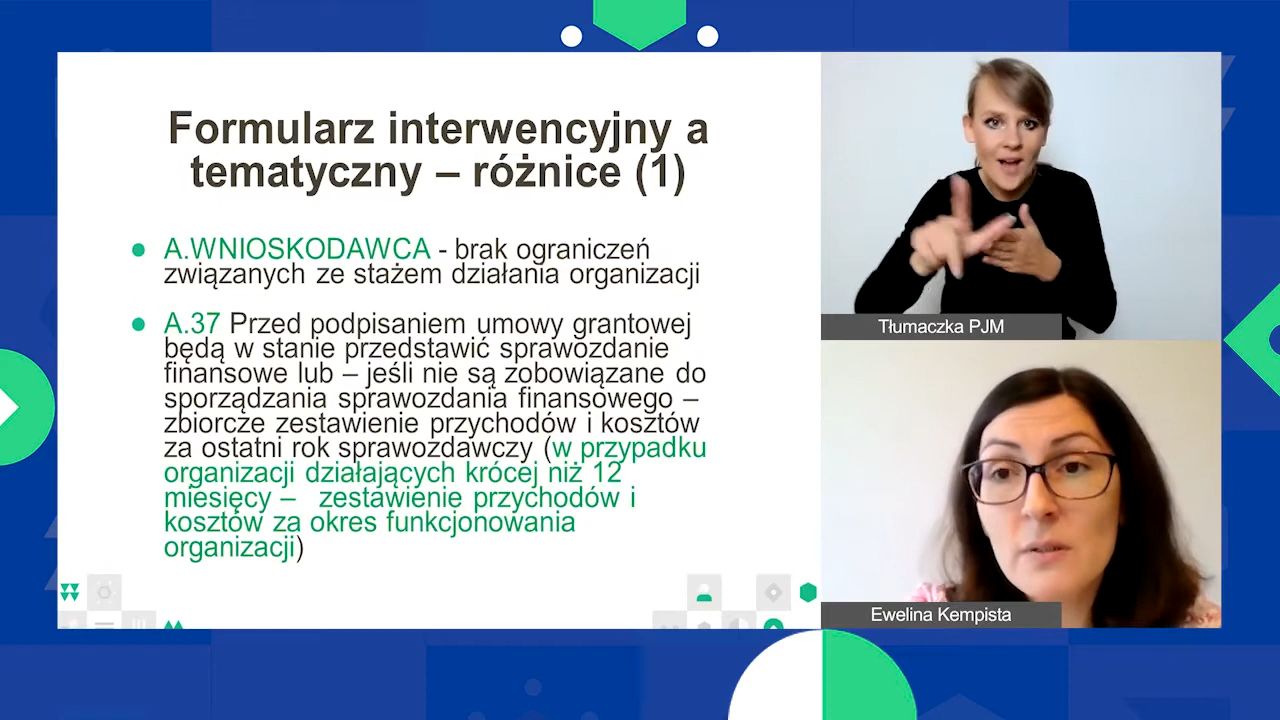 Formularz interwencyjny a
tematyczny – różnice (1)
● A.WNIOSKODAWCA - brak ograniczeń
związanych ze stażem działania organizacji
● A.37 Przed podpisaniem umowy grantowej
będą w stanie przedstawić sprawozdanie
finansowe lub – jeśli nie są zobowiązane do
sporządzania sprawozdania finansowego –
zbiorcze zestawienie przychodów i kosztów
za ostatni rok sprawozdawczy (w przypadku
organizacji działających krócej niż 12
miesięcy – zestawienie przychodów i
kosztów za okres funkcjonowania
organizacji)
Tłumaczka PJM
Ewelina Kempista